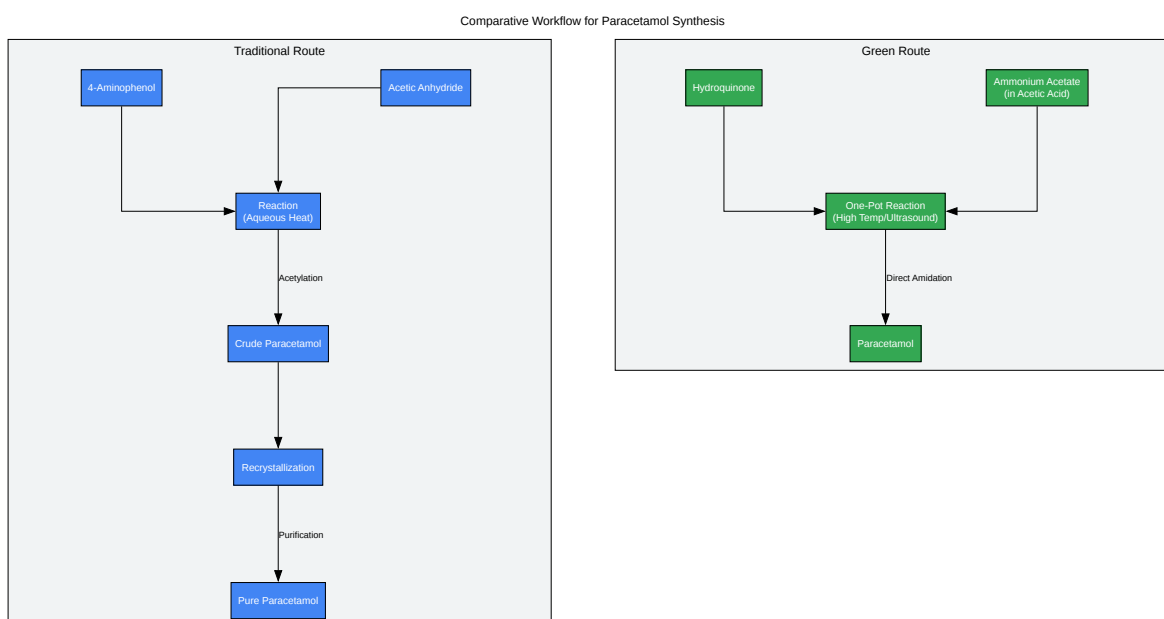 Comparative Workflow for Paracetamol Synthesis
Traditional Route
4-Aminophenol
Acetic Anhydride
Reaction
(Aqueous Heat)
Acetylation
Crude Paracetamol
Recrystallization
Purification
Pure Paracetamol
Green Route
Hydroquinone
Ammonium Acetate
(in Acetic Acid)
One-Pot Reaction
(High Temp/Ultrasound)
Direct Amidation
Paracetamol